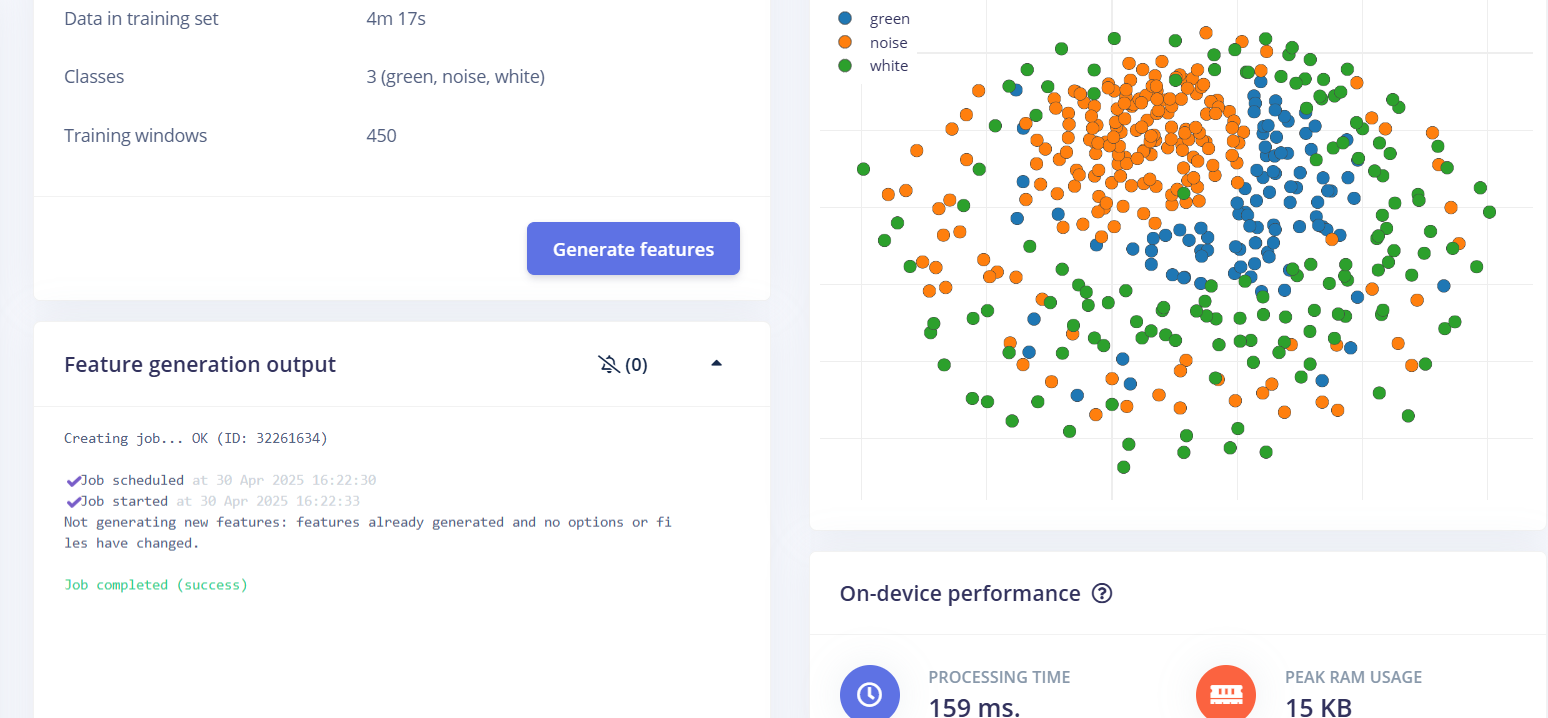 Data in training set 4m 17s
Classes 3 (green, noise, white)
Training windows 450
Generate features
Feature generation output (0)
Creating job... OK (ID: 32261634)
Job scheduled at 30 Apr 2025 16:22:30
Job started at 30 Apr 2025 16:22:33
Not generating new features: features already generated and no options or fi
les have changed.
Job completed (success)
green
noise
white
On-device performance ?
PROCESSING TIME
159 ms.
PEAK RAM USAGE
15 KB